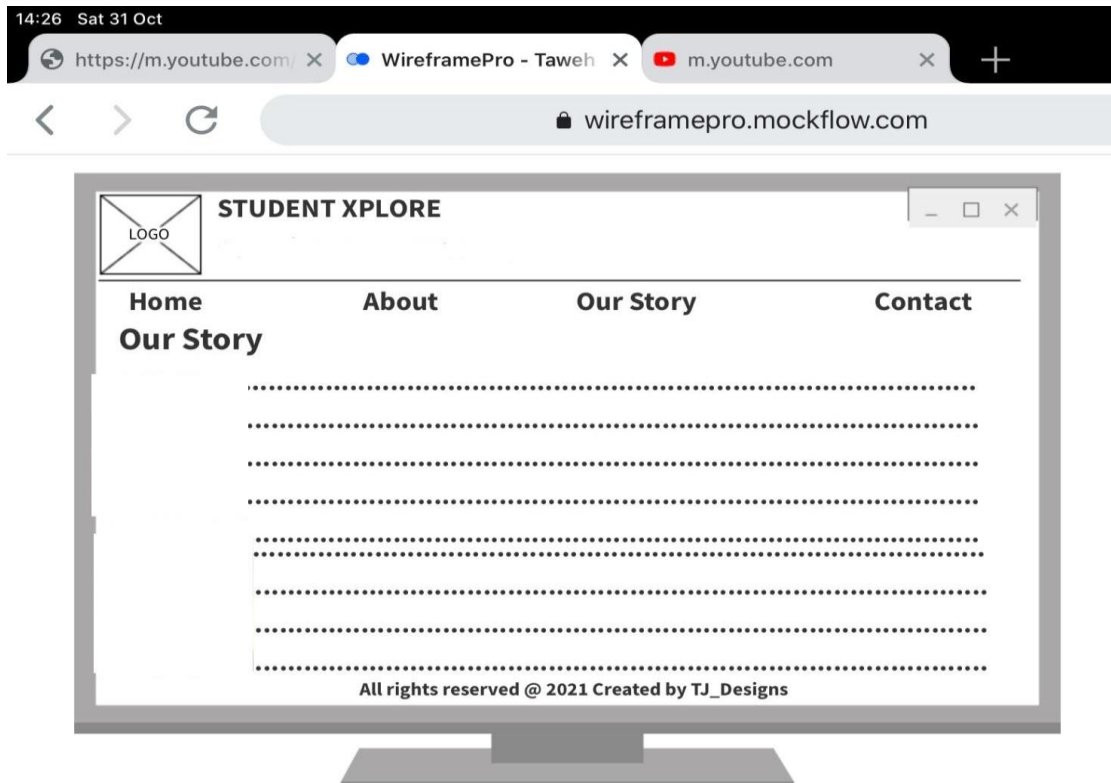 14:26 Sat 31 Oct
https://m.youtube.com/ WireframePro - Taweh m.youtube.com
wireframepro.mockflow.com
LOGO STUDENT XPLORE
Home About Our Story Contact
Our Story
All rights reserved @ 2021 Created by TJ_Designs